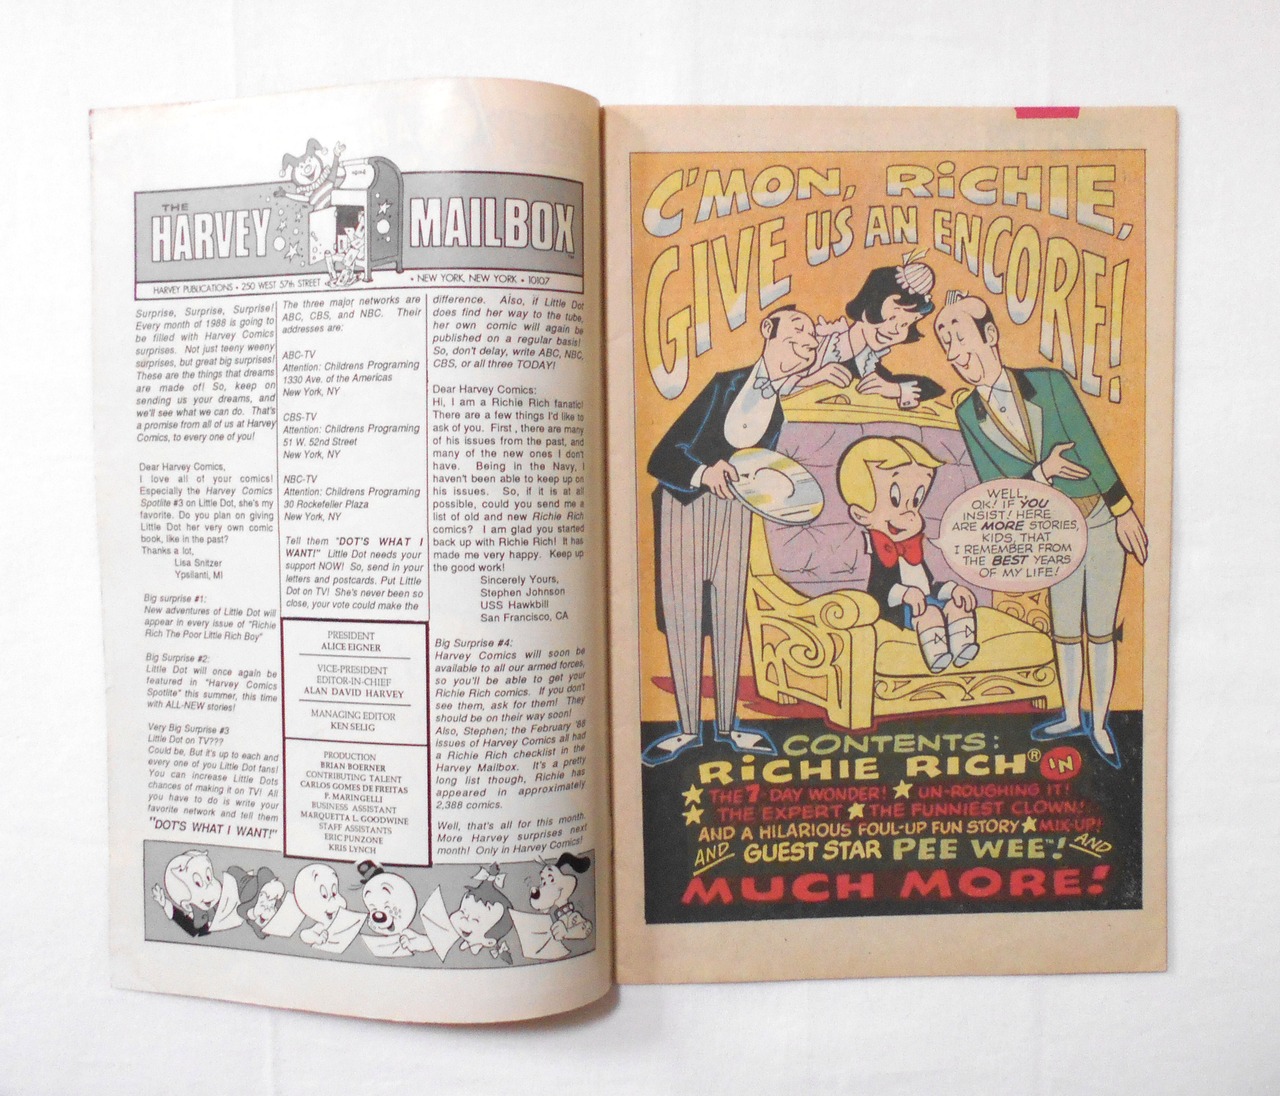 THE
HARVEY MAILBOX
HARVEY PUBLICATIONS • 250 WEST 57th STREET • NEW YORK, NEW YORK • 10107
Surprise, Surprise, Surprise!
Every month of 1988 is going to
be filled with Harvey Comics
surprises. Not just teeny weeny
surprises, but great big surprises!
These are the things that dreams
are made of! So, keep on
sending us your dreams, and
we'll see what we can do. That's
a promise from all of us at Harvey
Comics, to every one of you!
Dear Harvey Comics,
I love all of your comics!
Especially the Harvey Comics
Spotlite #3 on Little Dot, she's my
favorite. Do you plan on giving
Little Dot her very own comic
book, like in the past?
Thanks a lot,
Lisa Snitzer
Ypsilanti, MI
Big surprise #1:
New adventures of Little Dot will
appear in every issue of "Richie
Rich The Poor Little Rich Boy"
Big Surprise #2:
Little Dot will once again be
featured in "Harvey Comics
Spotlite" this summer, this time
with ALL-NEW stories!
Very Big Surprise #3
Little Dot on TV???
Could be, But it's up to each and
every one of you Little Dot fans!
You can increase Little Dots
chances of making it on TV! All
you have to do is write your
favorite network and tell them
"DOT'S WHAT I WANT!"
The three major networks are
ABC, CBS, and NBC. Their
addresses are:
ABC-TV
Attention: Childrens Programing
1330 Ave. of the Americas
New York, NY
CBS-TV
Attention: Childrens Programing
51 W. 52nd Street
New York, NY
NBC-TV
Attention: Childrens Programing
30 Rockefeller Plaza
New York, NY
Tell them "DOT'S WHAT I
WANT!" Little Dot needs your
support NOW! So, send in your
letters and postcards. Put Little
Dot on TV! She's never been so
close, your vote could make the
PRESIDENT
ALICE EIGNER
VICE-PRESIDENT
EDITOR-IN-CHIEF
ALAN DAVID HARVEY
MANAGING EDITOR
KEN SELIG
PRODUCTION
BRIAN BOERNER
CONTRIBUTING TALENT
CARLOS GOMES DE FREITAS
F. MARINGELLI
BUSINESS ASSISTANT
MARQUETTA L. GOODWINE
STAFF ASSISTANTS
ERIC PUNZONE
KRIS LYNCH
difference. Also, if Little Dot
does find her way to the tube,
her own comic will again be
published on a regular basis!
So, don't delay, write ABC, NBC,
CBS, or all three TODAY!
Dear Harvey Comics:
Hi, I am a Richie Rich fanatic!
There are a few things I'd like to
ask of you. First, there are many
of his issues from the past, and
many of the new ones I don't
have. Being in the Navy, I
haven't been able to keep up on
his issues. So, if it is at all
possible, could you send me a
list of old and new Richie Rich
comics? I am glad you started
back up with Richie Rich! It has
made me very happy. Keep up
the good work!
Sincerely Yours,
Stephen Johnson
USS Hawkbill
San Francisco, CA
Big Surprise #4:
Harvey Comics will soon be
available to all our armed forces,
so you'll be able to get your
Richie Rich comics. If you don't
see them, ask for them! They
should be on their way soon!
Also, Stephen; the February '88
issues of Harvey Comics all had
a Richie Rich checklist in the
Harvey Mailbox. It's a pretty
long list though, Richie has
appeared in approximately
2,388 comics.
Well, that's all for this month.
More Harvey surprises next
month! Only in Harvey Comics!
C'MON, RICHIE,
GIVE US AN ENCORE!
WELL,
OK! IF YOU
INSIST! HERE
ARE MORE STORIES,
KIDS, THAT
I REMEMBER FROM
THE BEST YEARS
OF MY LIFE!
CONTENTS:
RICHIE RICH® IN
★ THE 7-DAY WONDER! ★ UN-ROUGHING IT!
★ THE EXPERT ★ THE FUNNIEST CLOWN!
AND A HILARIOUS FOUL-UP FUN STORY ★ MIX-UP!
AND GUEST STAR PEE WEE™! AND
MUCH MORE!